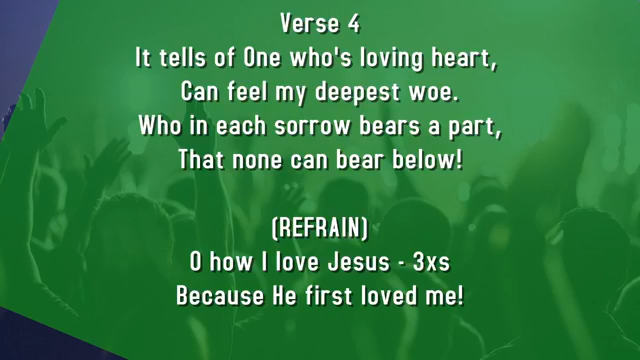 Verse 4
It tells of One who's loving heart,
Can feel my deepest woe.
Who in each sorrow bears a part,
That none can bear below!
(REFRAIN)
O how I love Jesus - 3xs
Because He first loved me!